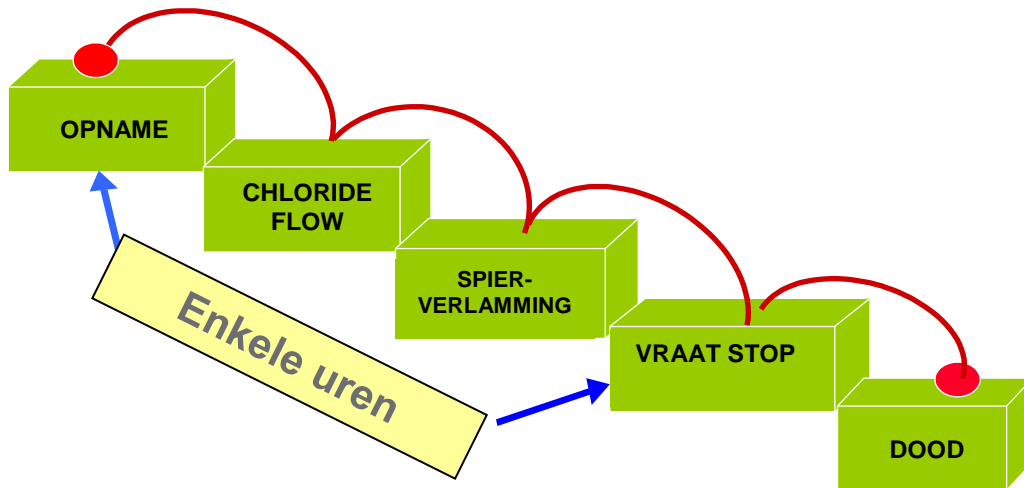 OPNAME
CHLORIDE
FLOW
SPIER-
VERLAMMING
VRAAT STOP
DOOD
Enkele uren